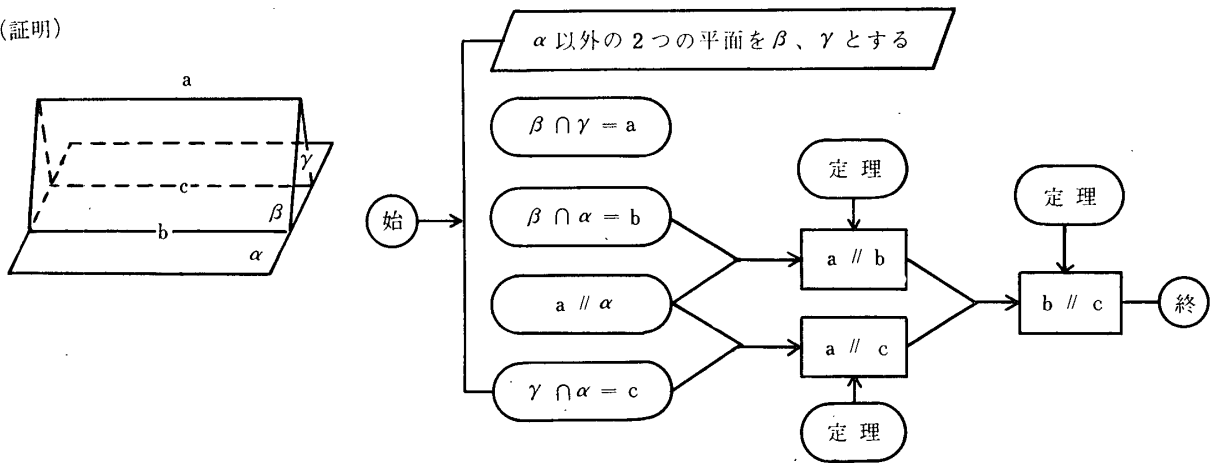 (証明)
α以外の2つの平面をβ、γとする
a
γ
c
β
b
α
始
β ∩ γ = a
β ∩ α = b
a // α
γ ∩ α = c
定理
a // b
a // c
定理
定理
b // c
終